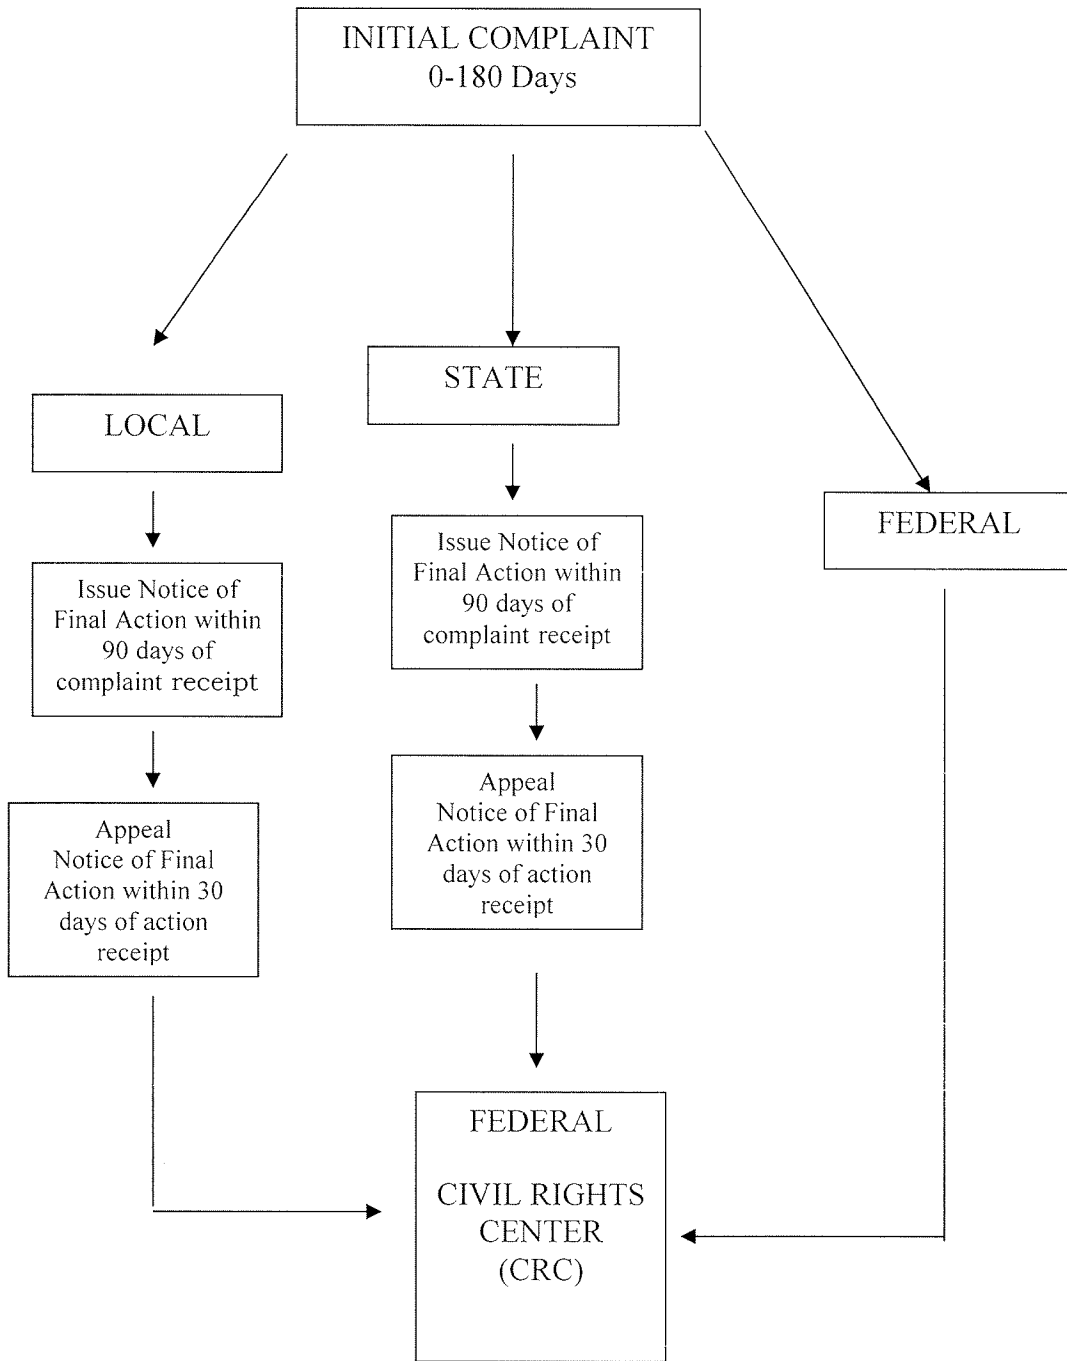 INITIAL COMPLAINT
0-180 Days
STATE
LOCAL
FEDERAL
Issue Notice of
Final Action within
90 days of
complaint receipt
Issue Notice of
Final Action within
90 days of
complaint receipt
Appeal
Notice of Final
Action within 30
days of action
receipt
Appeal
Notice of Final
Action within 30
days of action
receipt
FEDERAL
CIVIL RIGHTS
CENTER
(CRC)